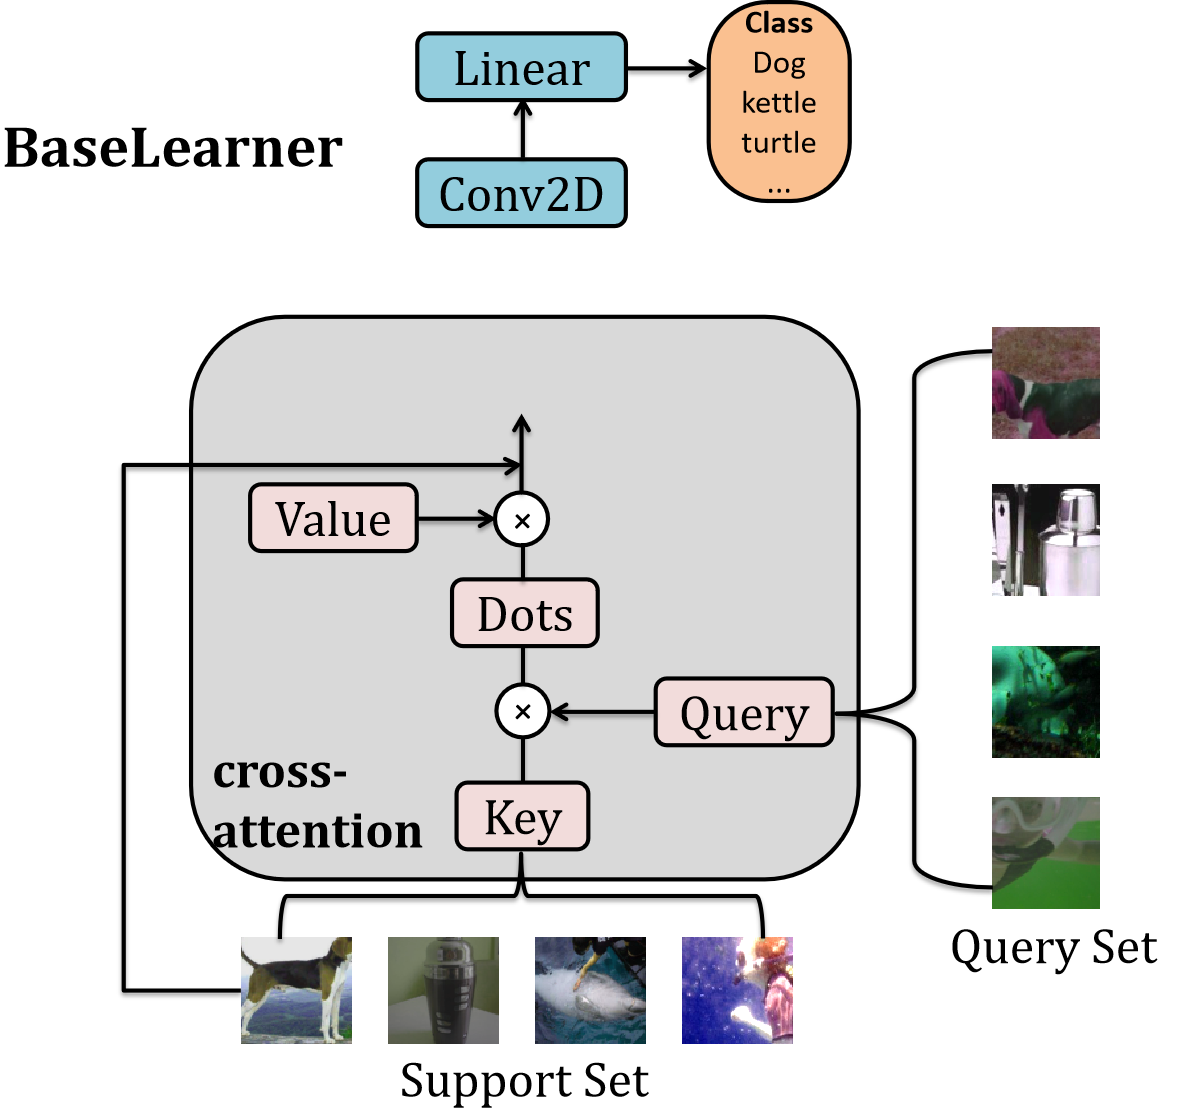 Class
Dog
kettle
turtle
...
Linear
BaseLearner
Conv2D
Value
×
Dots
×
Query
cross-
attention
Key
Query Set
Support Set